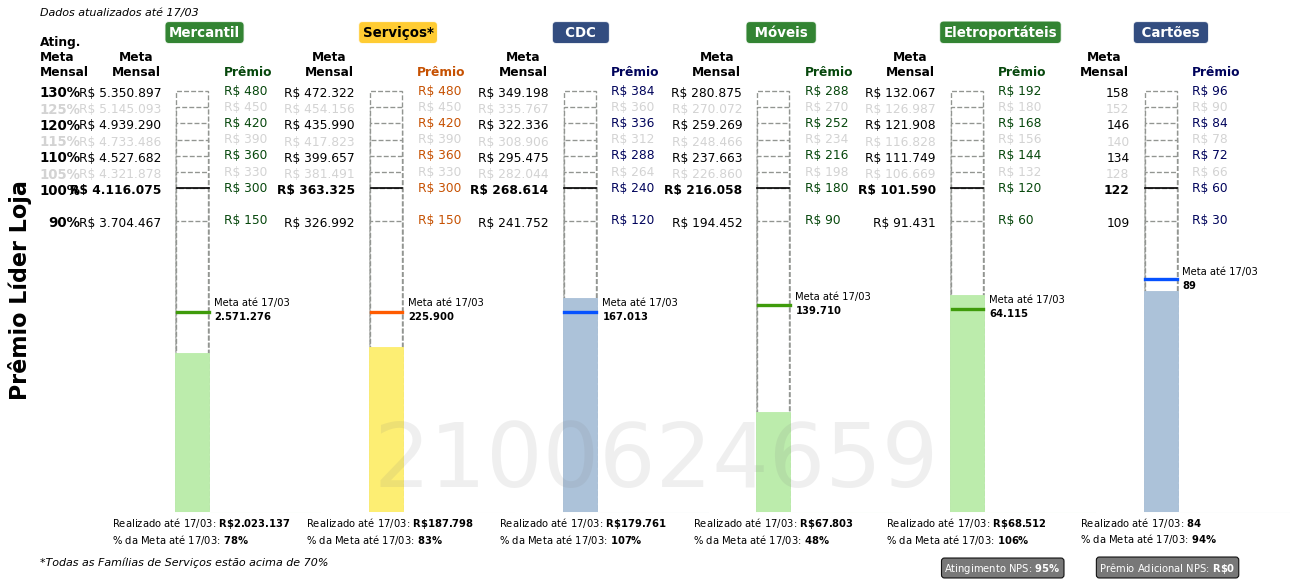 Dados atualizados até 17/03
Mercantil Serviços* CDC Móveis Eletroportáteis Cartões
Ating.
Meta Meta Meta Meta Meta Meta Meta
Mensal Mensal Prêmio Mensal Prêmio Mensal Prêmio Mensal Prêmio Mensal Prêmio Mensal Prêmio
130% R$ 5.350.897 R$ 480 R$ 472.322 R$ 480 R$ 349.198 R$ 384 R$ 280.875 R$ 288 R$ 132.067 R$ 192 158 R$ 96
125% R$ 5.145.093 R$ 450 R$ 454.156 R$ 450 R$ 335.767 R$ 360 R$ 270.072 R$ 270 R$ 126.987 R$ 180 152 R$ 90
120% R$ 4.939.290 R$ 420 R$ 435.990 R$ 420 R$ 322.336 R$ 336 R$ 259.269 R$ 252 R$ 121.908 R$ 168 146 R$ 84
115% R$ 4.733.486 R$ 390 R$ 417.823 R$ 390 R$ 308.906 R$ 312 R$ 248.466 R$ 234 R$ 116.828 R$ 156 140 R$ 78
110% R$ 4.527.682 R$ 360 R$ 399.657 R$ 360 R$ 295.475 R$ 288 R$ 237.663 R$ 216 R$ 111.749 R$ 144 134 R$ 72
105% R$ 4.321.878 R$ 330 R$ 381.491 R$ 330 R$ 282.044 R$ 264 R$ 226.860 R$ 198 R$ 106.669 R$ 132 128 R$ 66
100% R$ 4.116.075 R$ 300 R$ 363.325 R$ 300 R$ 268.614 R$ 240 R$ 216.058 R$ 180 R$ 101.590 R$ 120 122 R$ 60
90% R$ 3.704.467 R$ 150 R$ 326.992 R$ 150 R$ 241.752 R$ 120 R$ 194.452 R$ 90 R$ 91.431 R$ 60 109 R$ 30
Prêmio Líder Loja
Meta até 17/03 Meta até 17/03 Meta até 17/03 Meta até 17/03 Meta até 17/03 Meta até 17/03
2.571.276 225.900 167.013 139.710 64.115 89
2100624659
Realizado até 17/03: R$2.023.137 Realizado até 17/03: R$187.798 Realizado até 17/03: R$179.761 Realizado até 17/03: R$67.803 Realizado até 17/03: R$68.512 Realizado até 17/03: 84
% da Meta até 17/03: 78% % da Meta até 17/03: 83% % da Meta até 17/03: 107% % da Meta até 17/03: 48% % da Meta até 17/03: 106% % da Meta até 17/03: 94%
*Todas as Famílias de Serviços estão acima de 70% Atingimento NPS: 95% Prêmio Adicional NPS: R$0